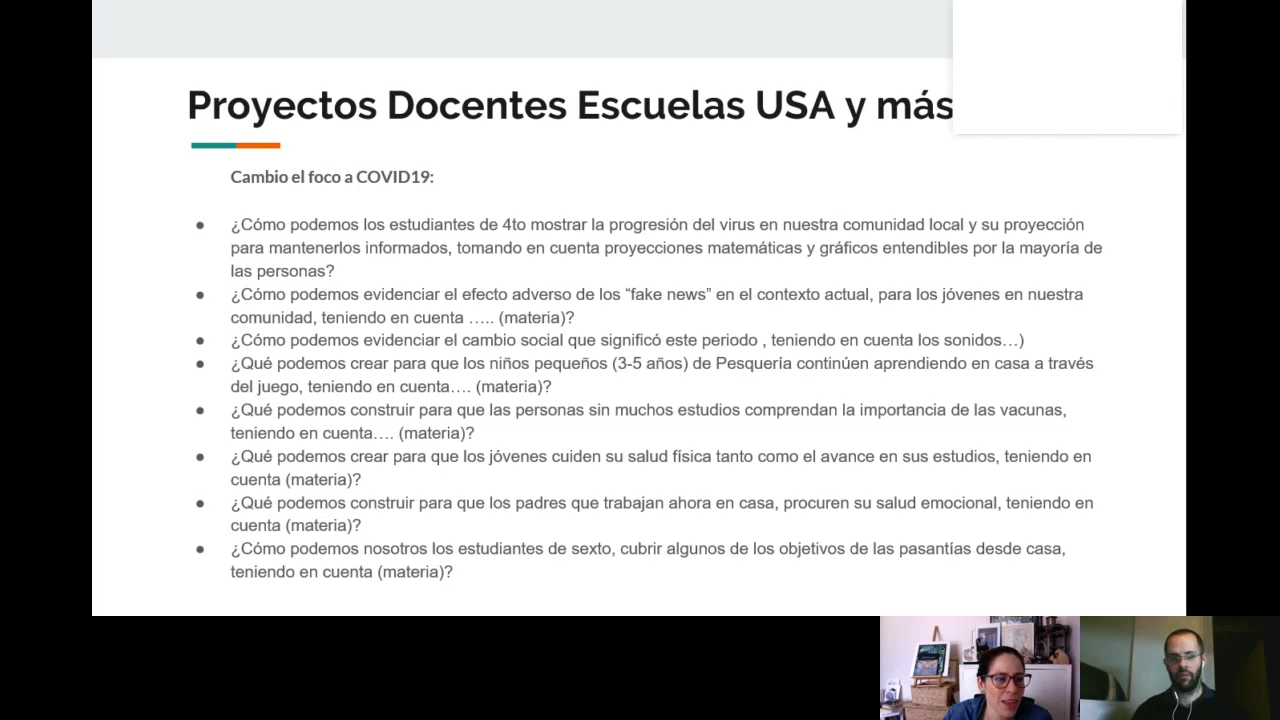 Proyectos Docentes Escuelas USA y más
Cambio el foco a COVID19:
● ¿Cómo podemos los estudiantes de 4to mostrar la progresión del virus en nuestra comunidad local y su proyección
para mantenerlos informados, tomando en cuenta proyecciones matemáticas y gráficos entendibles por la mayoría de
las personas?
● ¿Cómo podemos evidenciar el efecto adverso de los “fake news” en el contexto actual, para los jóvenes en nuestra
comunidad, teniendo en cuenta ….. (materia)?
● ¿Cómo podemos evidenciar el cambio social que significó este periodo , teniendo en cuenta los sonidos…)
● ¿Qué podemos crear para que los niños pequeños (3-5 años) de Pesquería continúen aprendiendo en casa a través
del juego, teniendo en cuenta…. (materia)?
● ¿Qué podemos construir para que las personas sin muchos estudios comprendan la importancia de las vacunas,
teniendo en cuenta…. (materia)?
● ¿Qué podemos crear para que los jóvenes cuiden su salud física tanto como el avance en sus estudios, teniendo en
cuenta (materia)?
● ¿Qué podemos construir para que los padres que trabajan ahora en casa, procuren su salud emocional, teniendo en
cuenta (materia)?
● ¿Cómo podemos nosotros los estudiantes de sexto, cubrir algunos de los objetivos de las pasantías desde casa,
teniendo en cuenta (materia)?